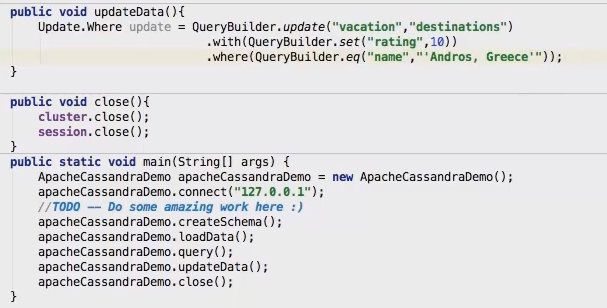 public void updateData(){
Update.Where update = QueryBuilder.update("vacation","destinations")
.with(QueryBuilder.set("rating",10))
.where(QueryBuilder.eq("name","'Andros, Greece'"));
}
public void close(){
cluster.close();
session.close();
}
public static void main(String[] args) {
ApacheCassandraDemo apacheCassandraDemo = new ApacheCassandraDemo();
apacheCassandraDemo.connect("127.0.0.1");
//TODO -- Do some amazing work here :)
apacheCassandraDemo.createSchema();
apacheCassandraDemo.loadData();
apacheCassandraDemo.query();
apacheCassandraDemo.updateData();
apacheCassandraDemo.close();
}